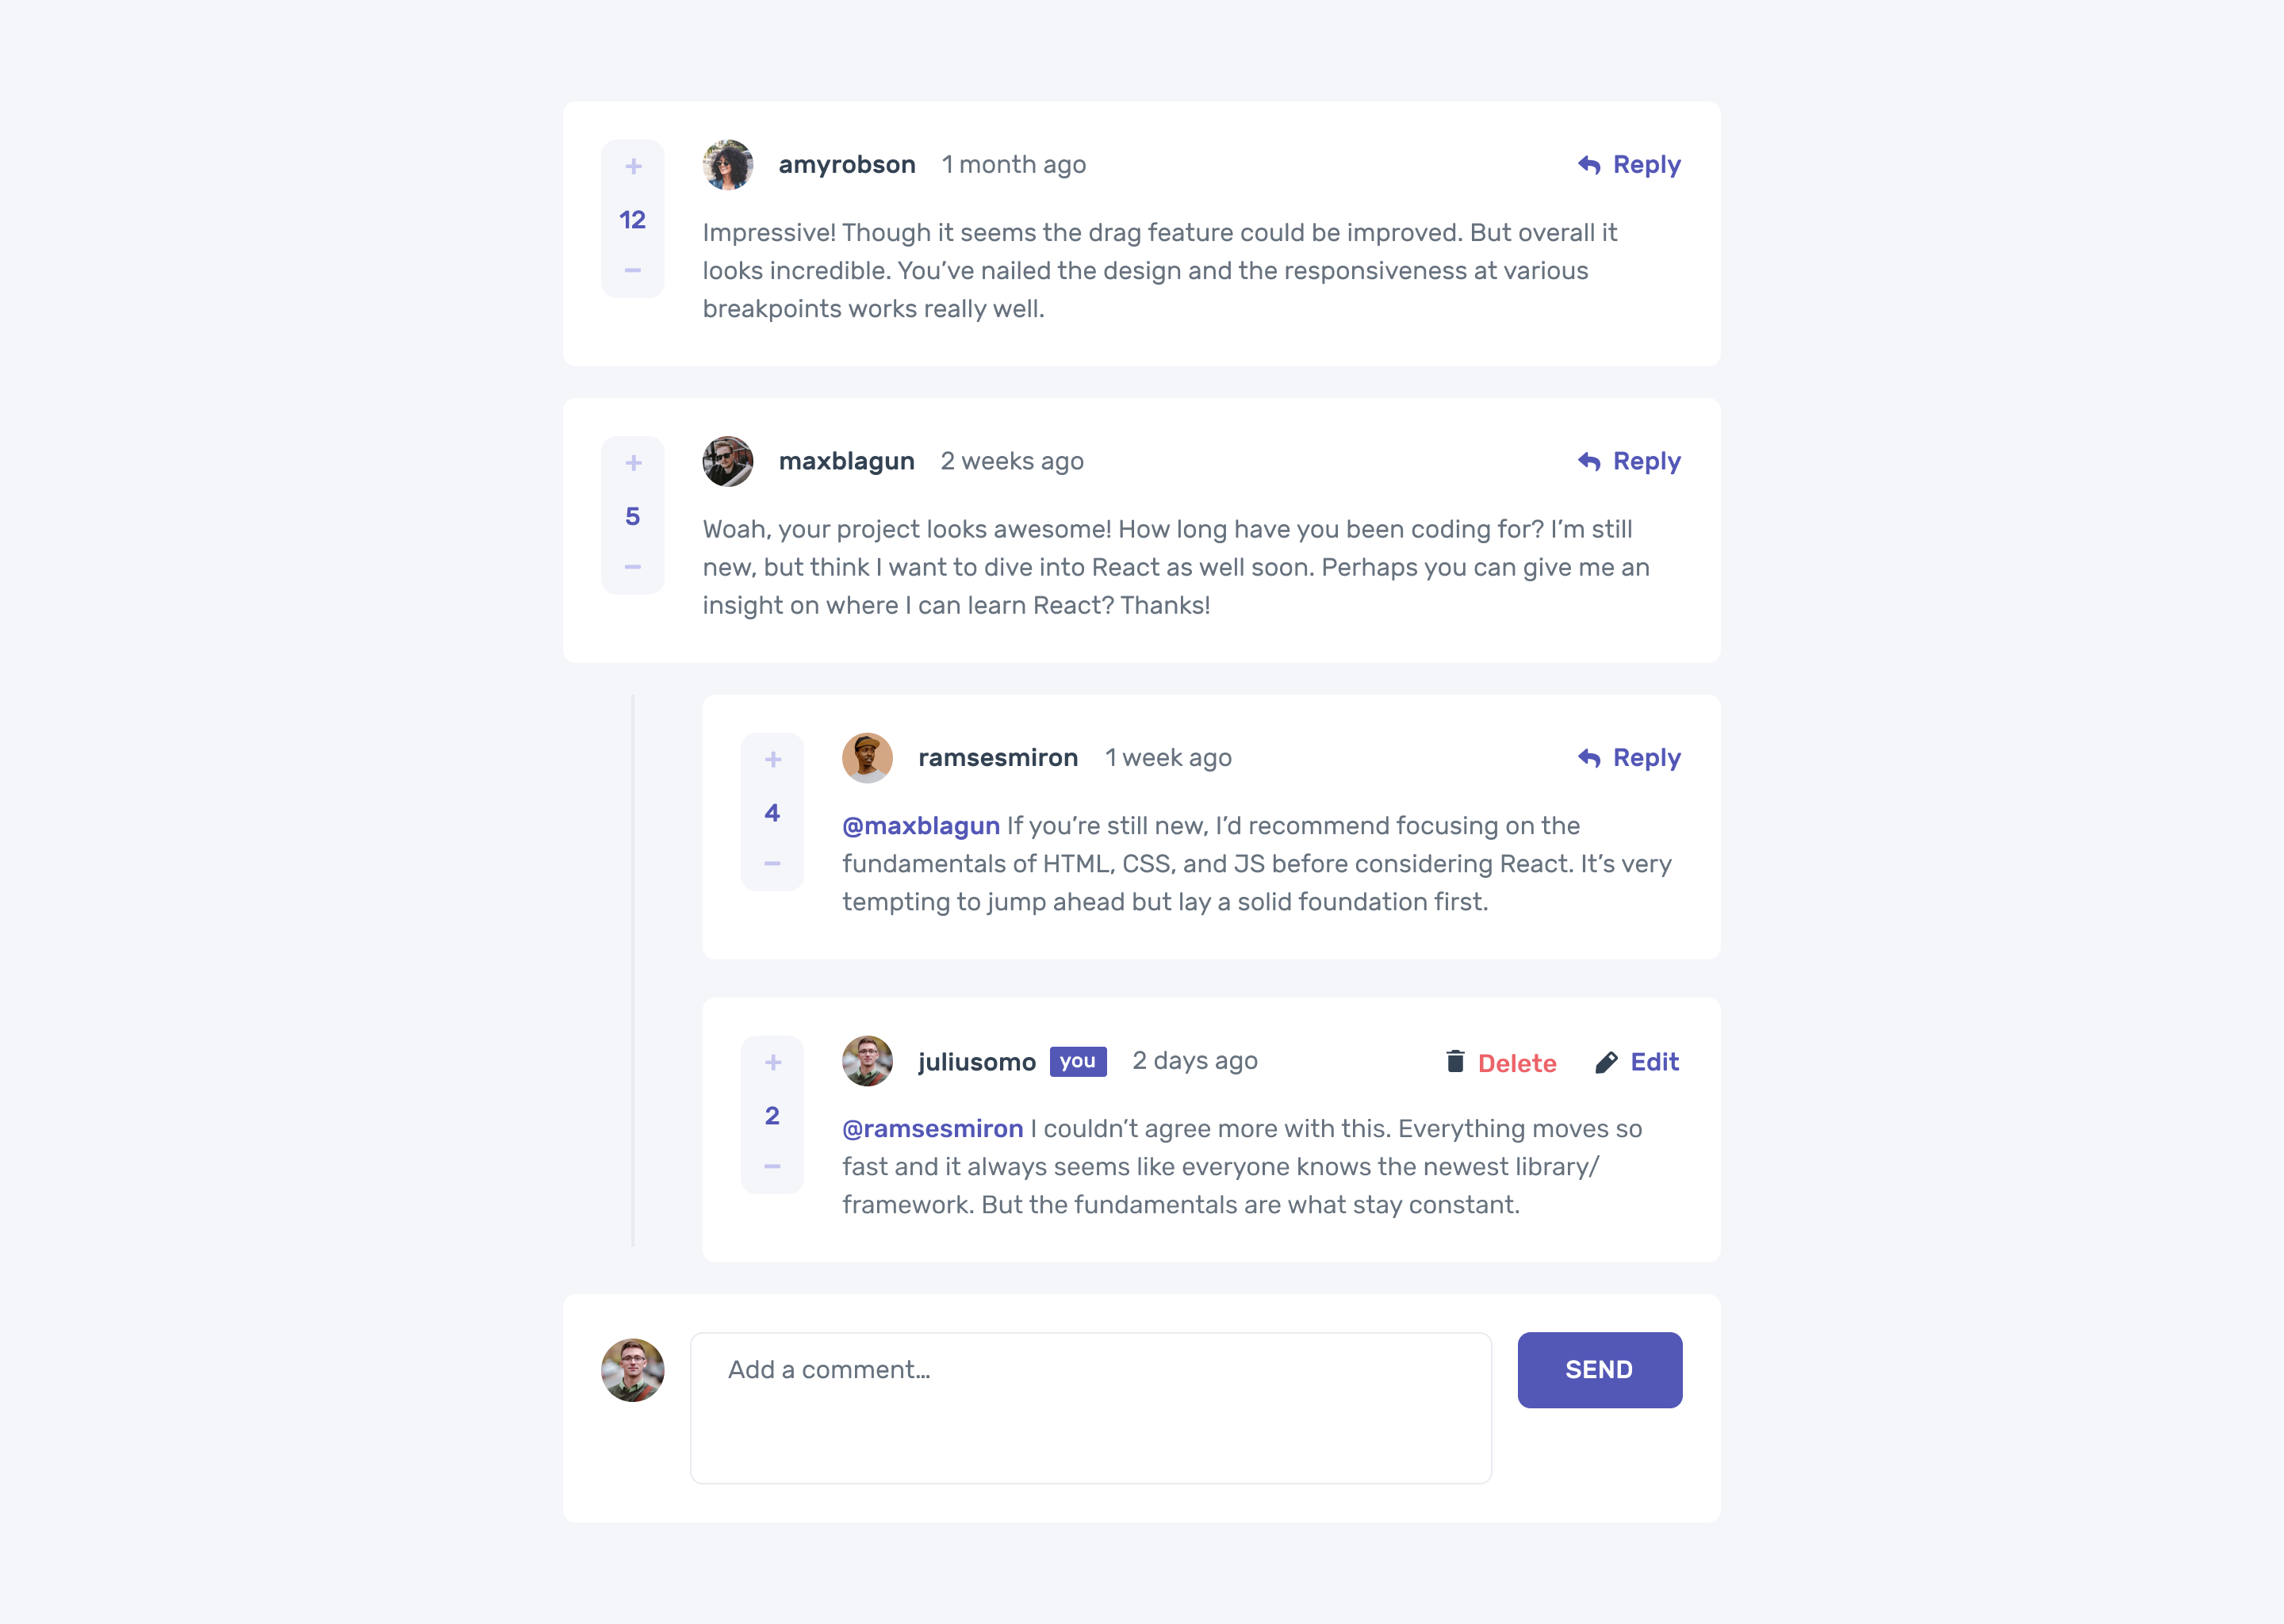 +
amyrobson 1 month ago Reply
12
Impressive! Though it seems the drag feature could be improved. But overall it
looks incredible. You’ve nailed the design and the responsiveness at various
breakpoints works really well.
−
+
maxblagun 2 weeks ago Reply
5
Woah, your project looks awesome! How long have you been coding for? I’m still
new, but think I want to dive into React as well soon. Perhaps you can give me an
insight on where I can learn React? Thanks!
−
+
ramsesmiron 1 week ago Reply
4
@maxblagun If you’re still new, I’d recommend focusing on the
fundamentals of HTML, CSS, and JS before considering React. It’s very
tempting to jump ahead but lay a solid foundation first.
−
+
juliusomo you 2 days ago Delete Edit
2
@ramsesmiron I couldn’t agree more with this. Everything moves so
fast and it always seems like everyone knows the newest library/
framework. But the fundamentals are what stay constant.
−
Add a comment…
SEND